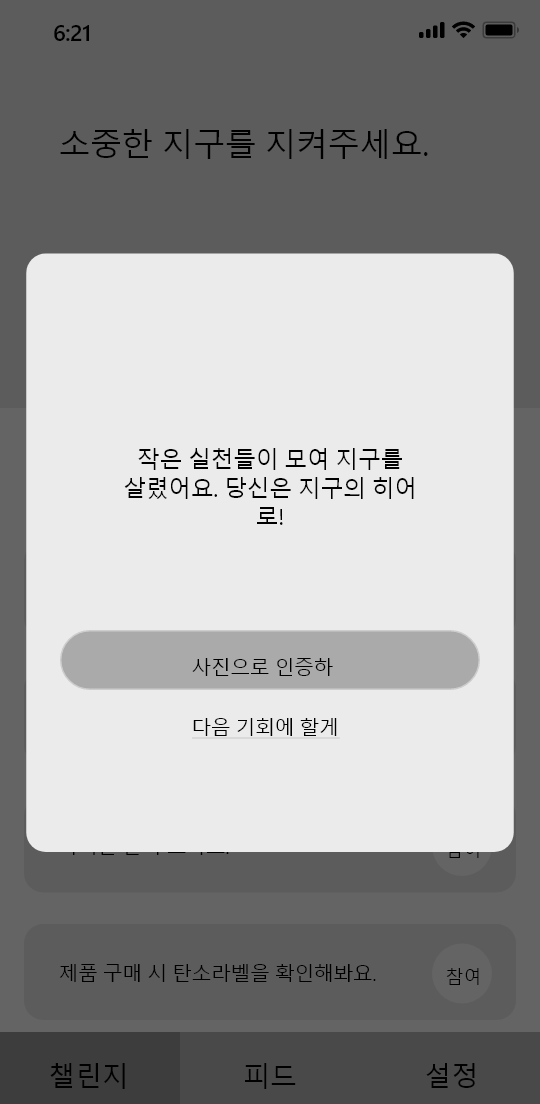 6:21
소중한 지구를 지켜주세요.
작은 실천들이 모여 지구를
살렸어요. 당신은 지구의 히어
로!
사진으로 인증하
다음 기회에 할게
제품 구매 시 탄소라벨을 확인해봐요.
참여
챌린지
피드
설정